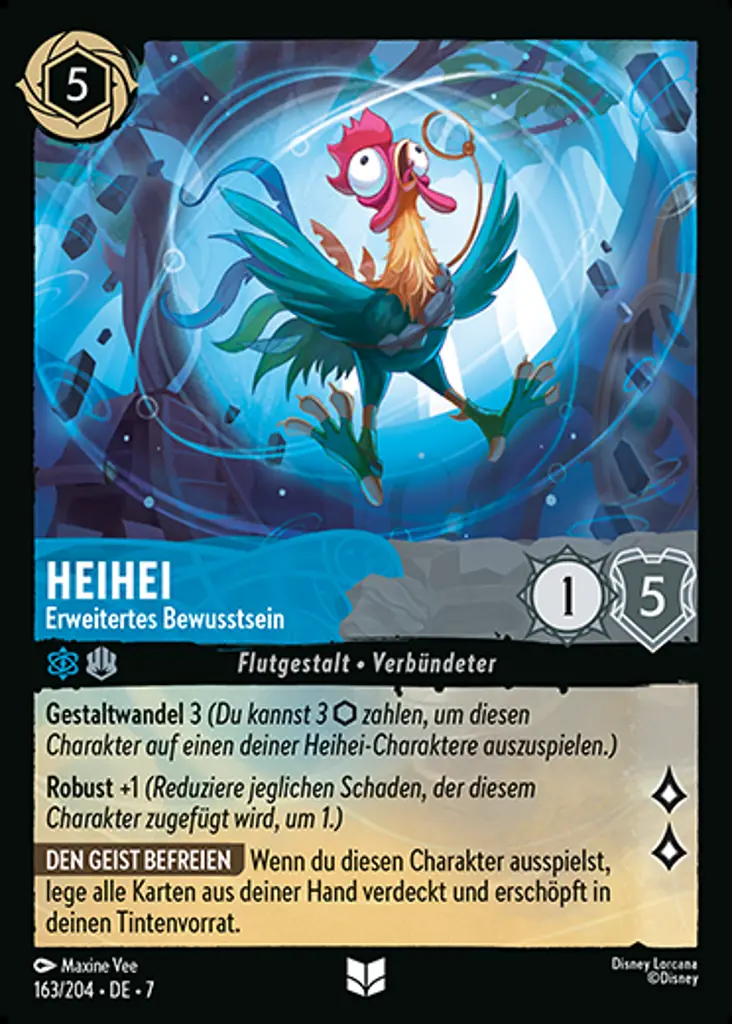 5
HEIHEI
Erweitertes Bewusstsein
1
5
Flutgestalt • Verbündeter
Gestaltwandel 3 (Du kannst 3 zahlen, um diesen
Charakter auf einen deiner Heihei-Charaktere auszuspielen.)
Robust +1 (Reduziere jeglichen Schaden, der diesem
Charakter zugefügt wird, um 1.)
DEN GEIST BEFREIEN Wenn du diesen Charakter ausspielst,
lege alle Karten aus deiner Hand verdeckt und erschöpft in
deinen Tintenvorrat.
Maxine Vee
163/204 • DE • 7
Disney Lorcana
©Disney